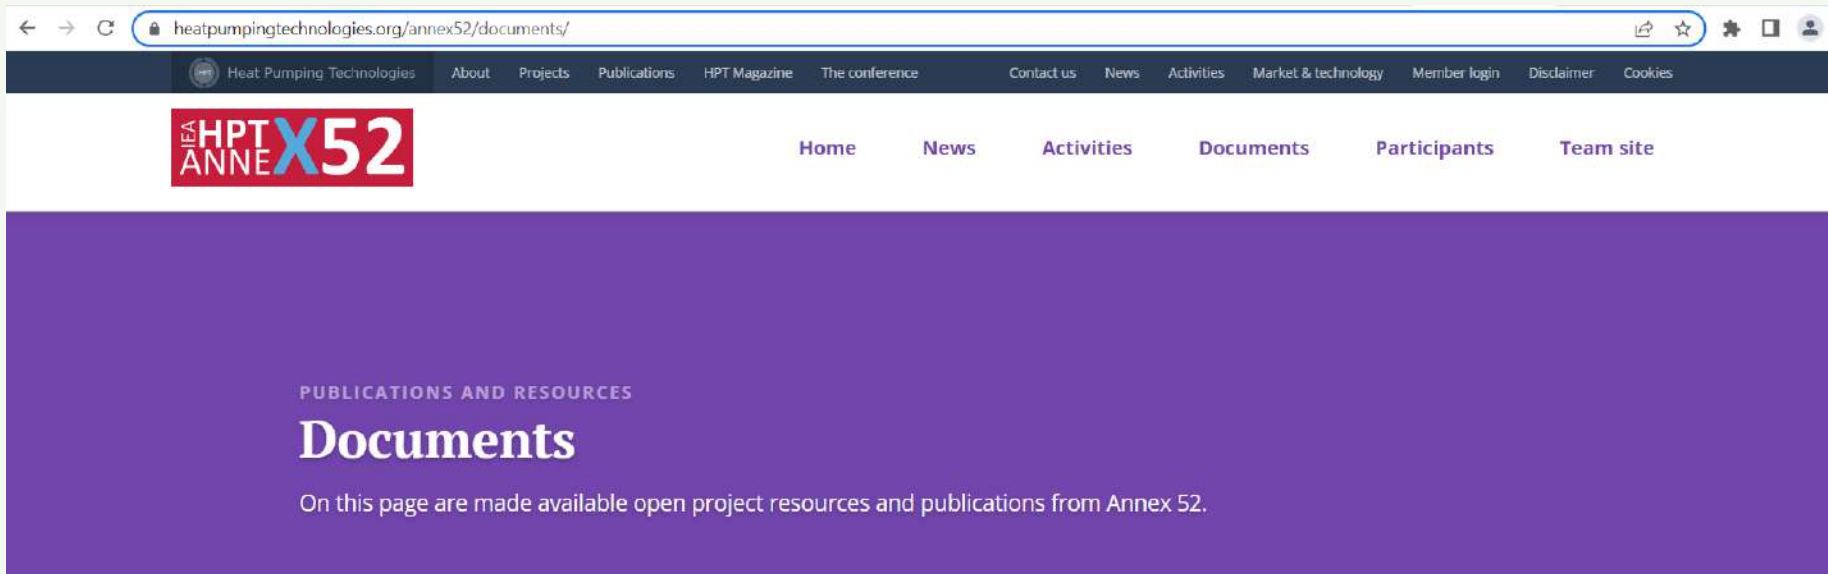 heatpumpingtechnologies.org/annex52/documents/
HPT Heat Pumping Technologies About Projects Publications HPT Magazine The conference Contact us News Activities Market & technology Member login Disclaimer Cookies
IEA HPT ANNEX52
Home News Activities Documents Participants Team site
PUBLICATIONS AND RESOURCES
Documents
On this page are made available open project resources and publications from Annex 52.